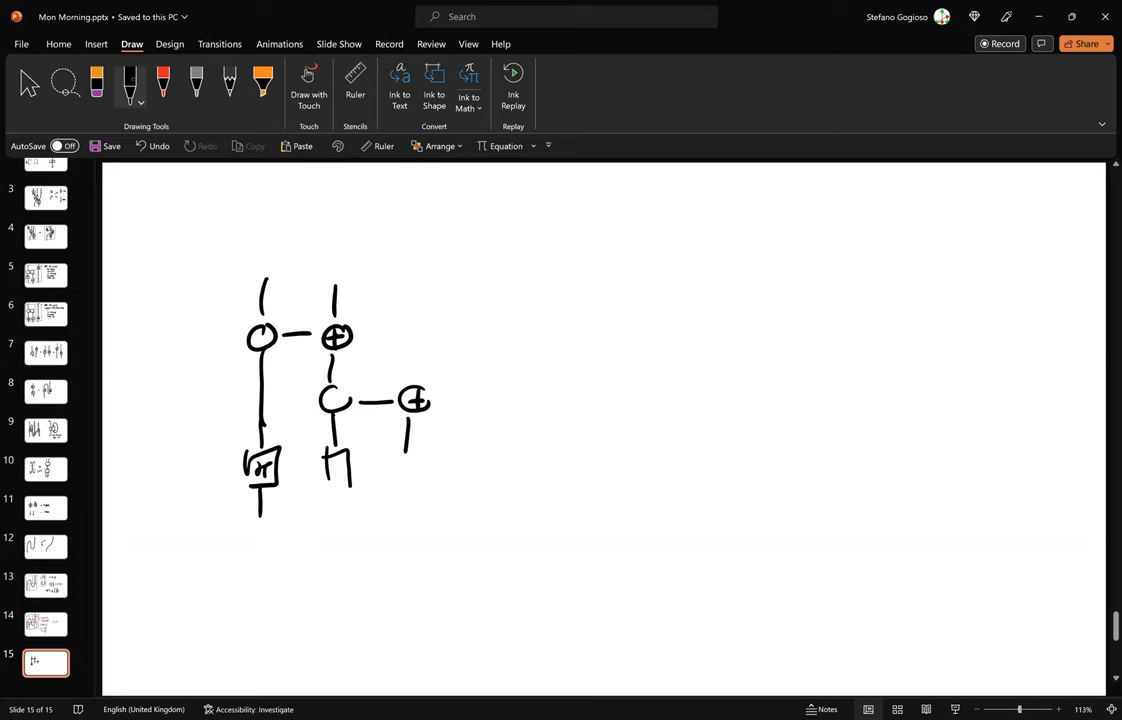 Mon Morning.pptx • Saved to this PC
Search
Stefano Gogioso
File Home Insert Draw Design Transitions Animations Slide Show Record Review View Help
Record
Share
Draw with Touch
Ruler
Ink to Text
Ink to Shape
Ink to Math
Ink Replay
Drawing Tools
Touch
Stencils
Convert
Replay
AutoSave Off Save Undo Redo Copy Paste Ruler Arrange Equation
3
4
5
6
7
8
9
10
11
12
13
14
15
Slide 15 of 15 English (United Kingdom) Accessibility: Investigate Notes 113%